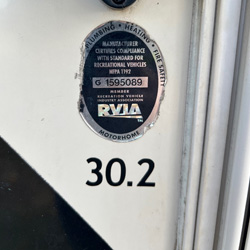 PLUMBING • HEATING • FIRE SAFETY
MANUFACTURER
CERTIFIES COMPLIANCE
WITH STANDARD FOR
RECREATIONAL VEHICLES
NFPA 1192
G 1595089
MEMBER
RECREATION VEHICLE
INDUSTRY ASSOCIATION
RVIA
MOTORHOME
30.2